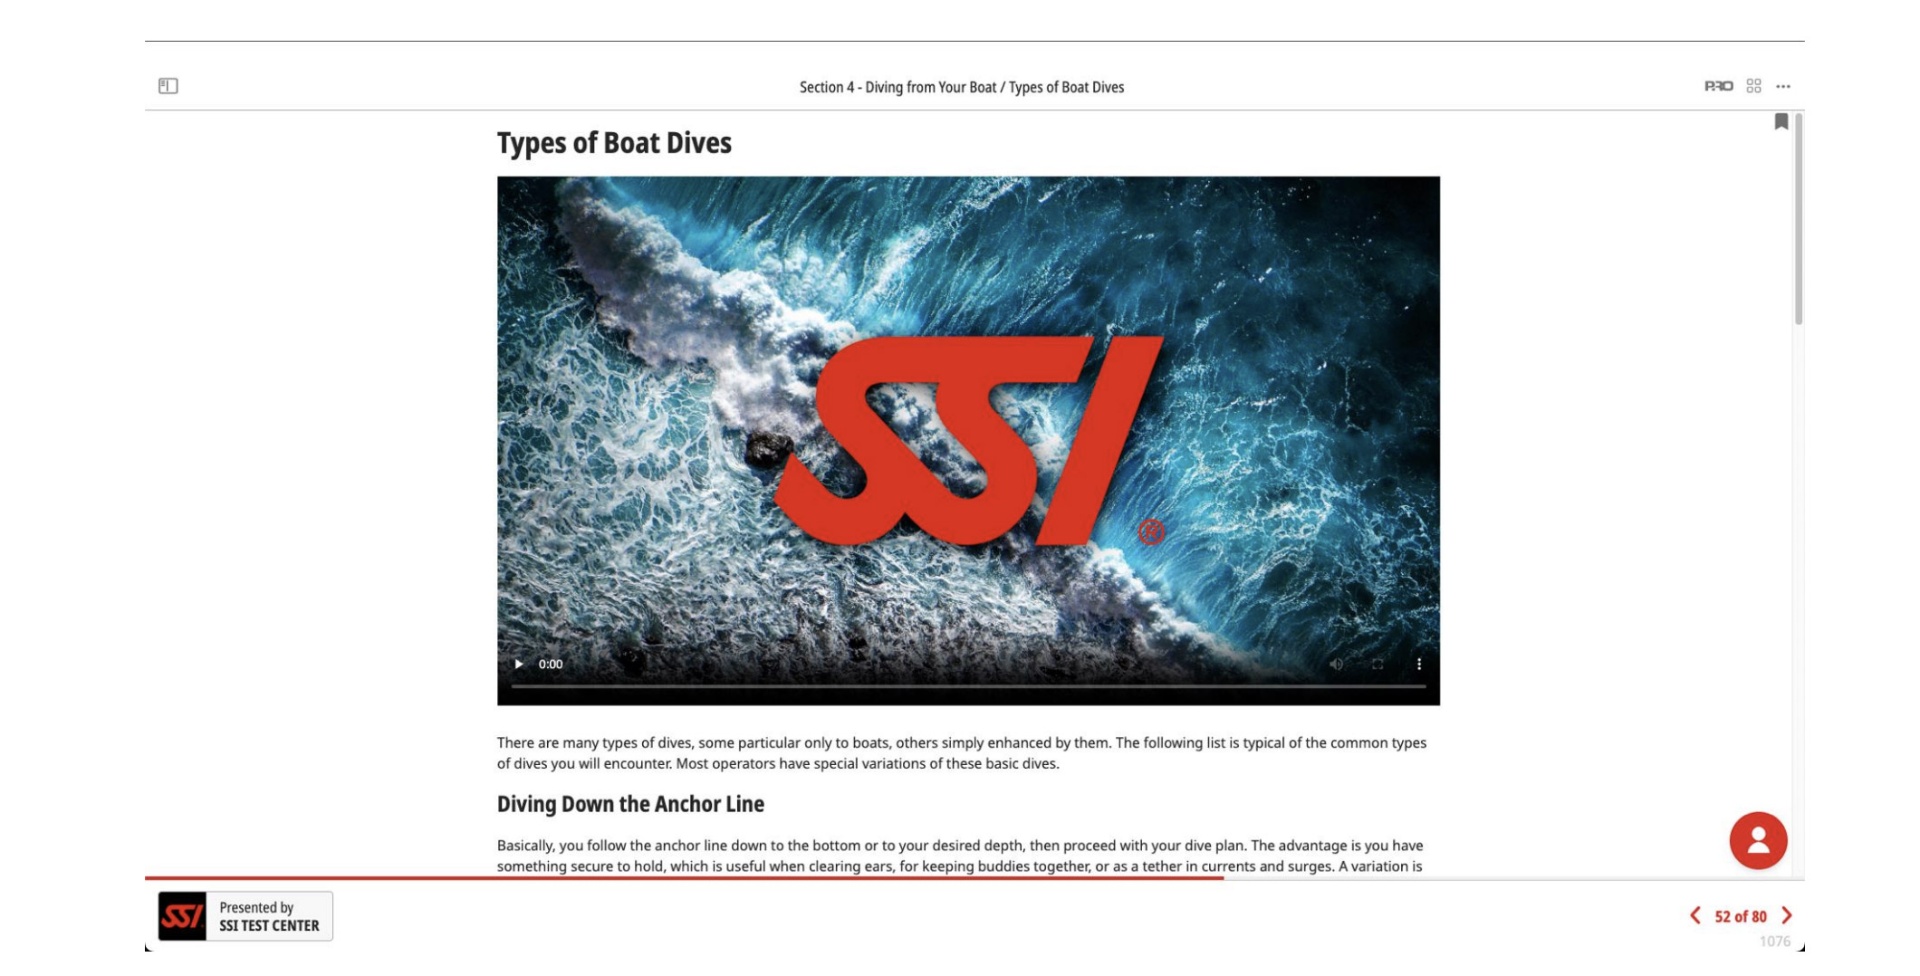 Section 4 - Diving from Your Boat / Types of Boat Dives
PRO
Types of Boat Dives
SSI
®
0:00
There are many types of dives, some particular only to boats, others simply enhanced by them. The following list is typical of the common types
of dives you will encounter. Most operators have special variations of these basic dives.
Diving Down the Anchor Line
Basically, you follow the anchor line down to the bottom or to your desired depth, then proceed with your dive plan. The advantage is you have
something secure to hold, which is useful when clearing ears, for keeping buddies together, or as a tether in currents and surges. A variation is
SSI
Presented by
SSI TEST CENTER
52 of 80
1076